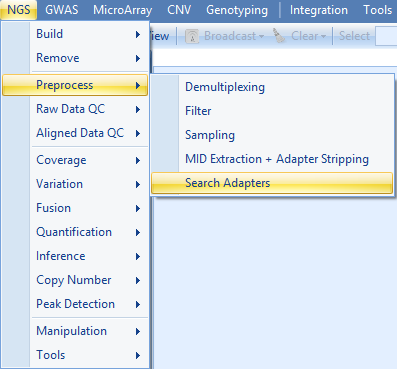 NGS GWAS MicroArray CNV Genotyping Integration Tools
iew Broadcast Clear Select
Build
Remove
Preprocess
Raw Data QC
Aligned Data QC
Coverage
Variation
Fusion
Quantification
Inference
Copy Number
Peak Detection
Manipulation
Tools
Demultiplexing
Filter
Sampling
MID Extraction + Adapter Stripping
Search Adapters